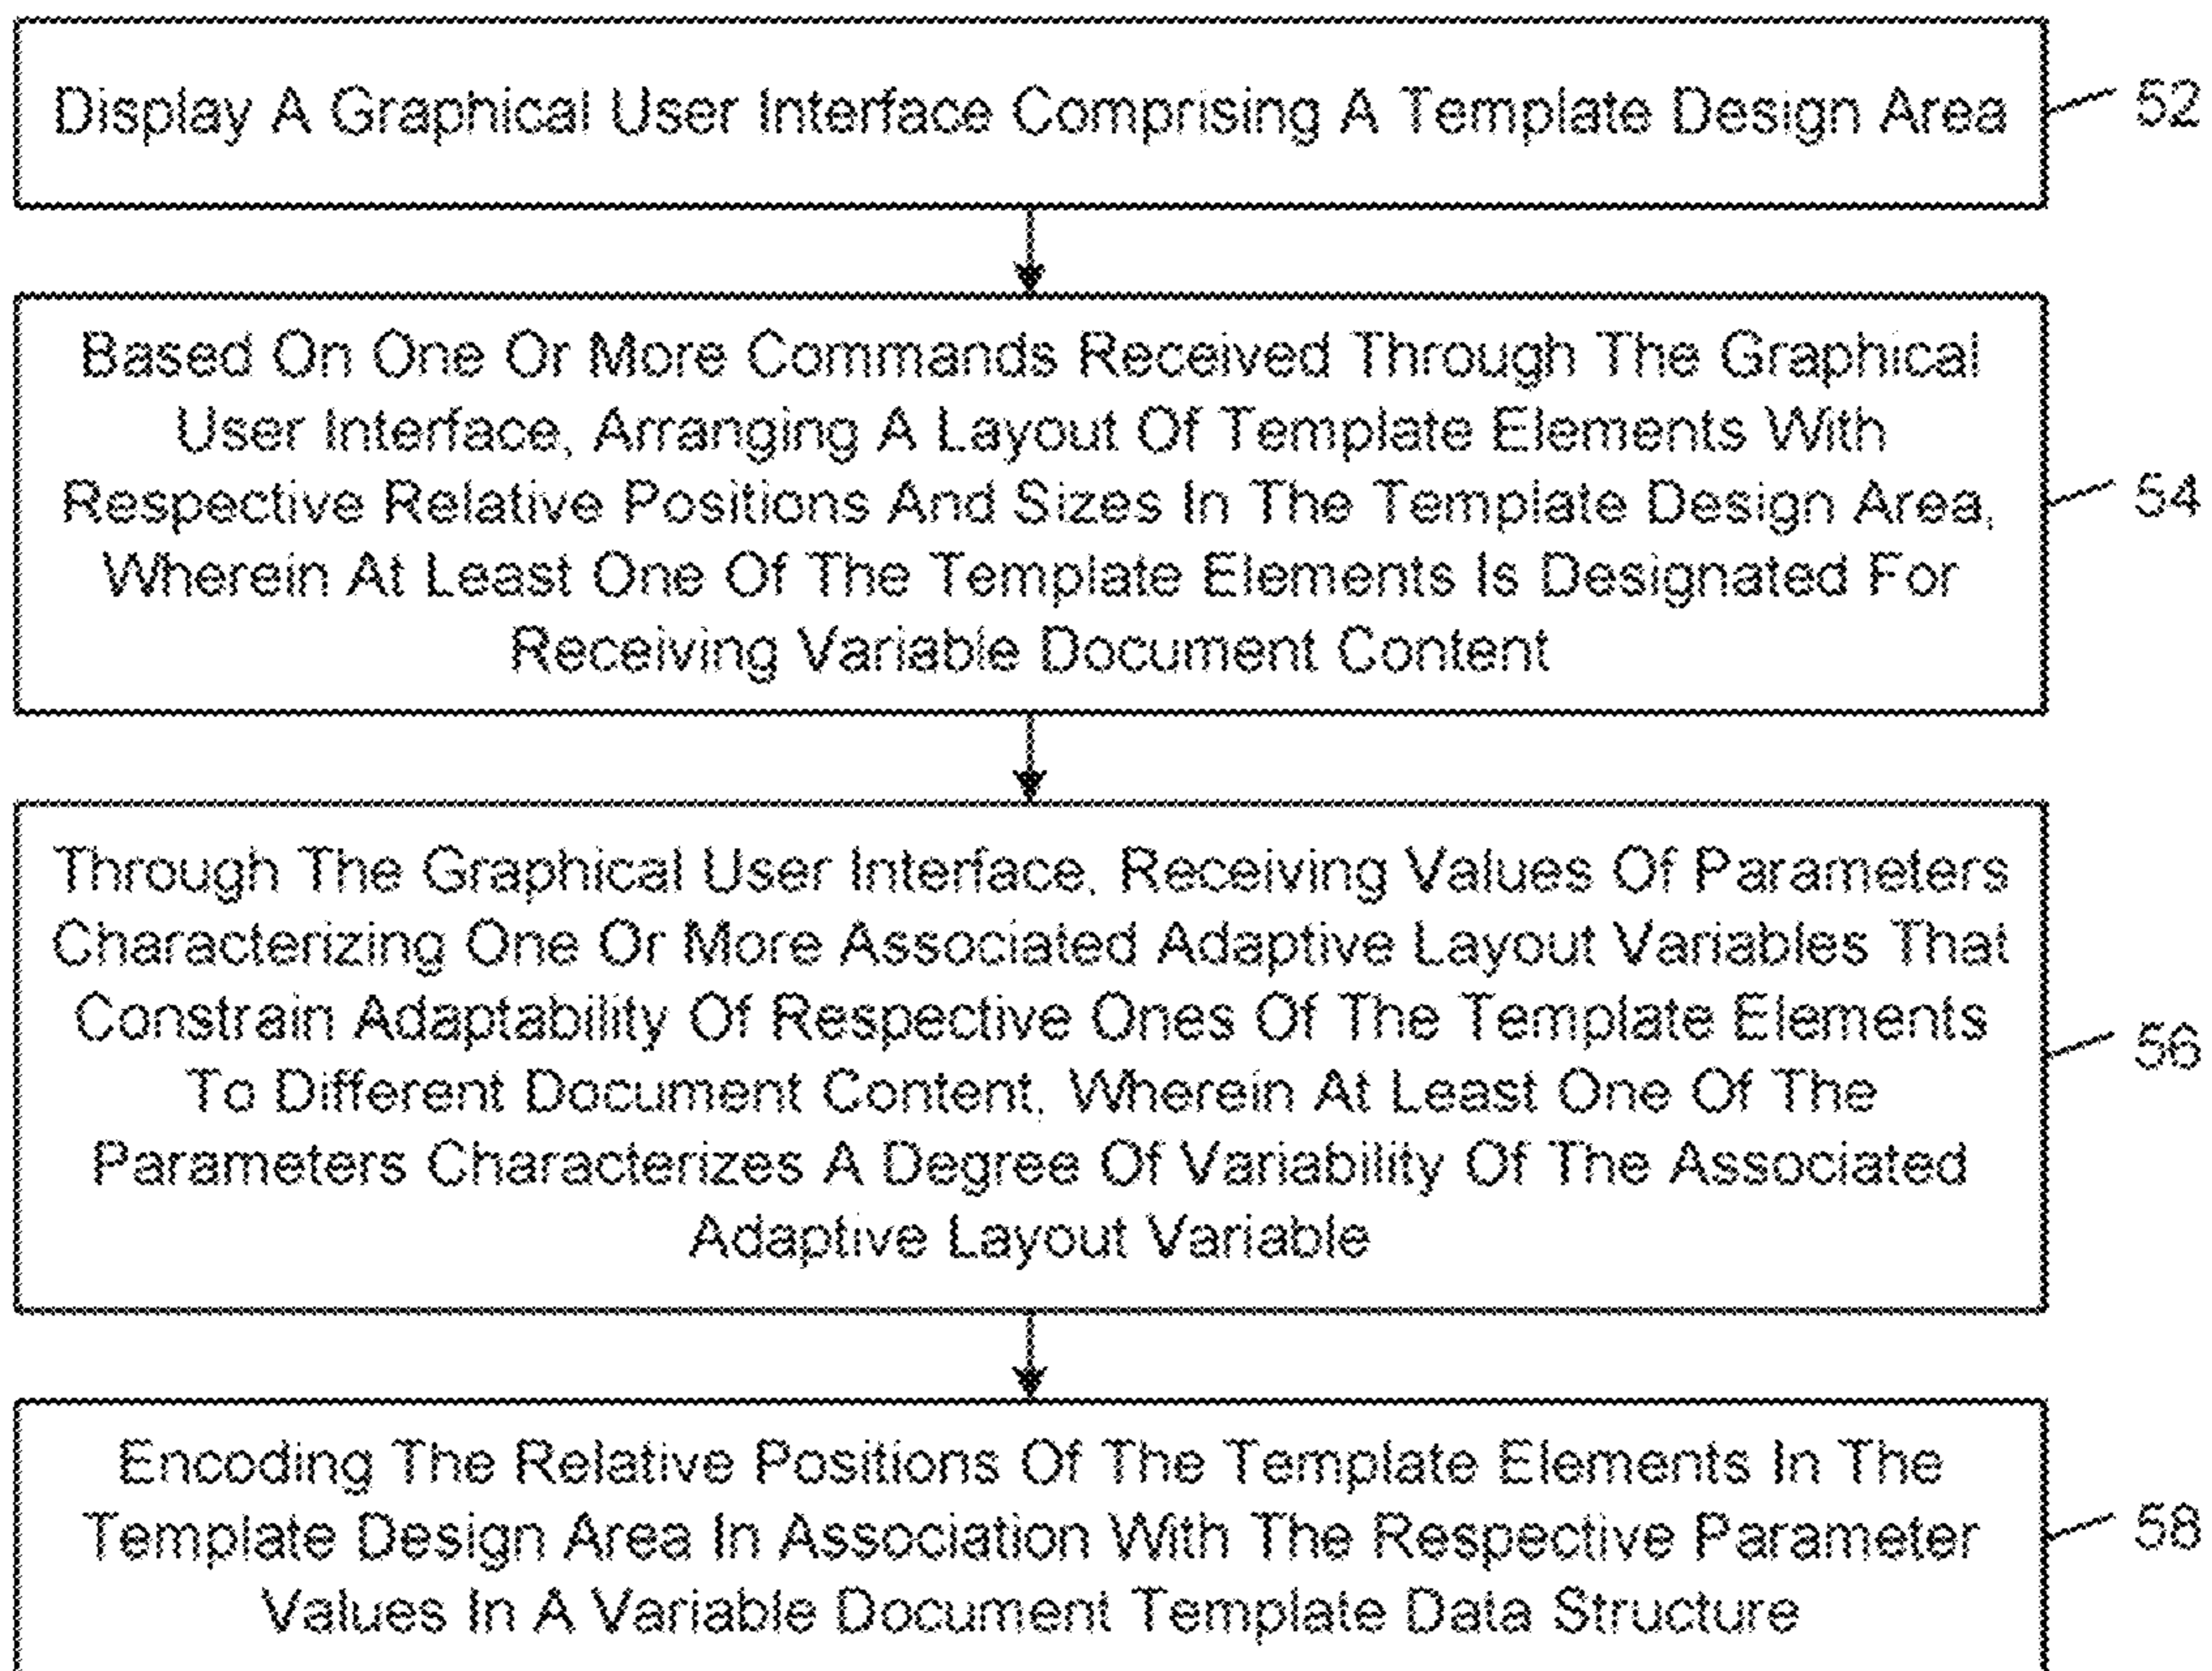 Display A Graphical User Interface Comprising A Template Design Area
52
Based On One Or More Commands Received Through The Graphical
User Interface, Arranging A Layout Of Template Elements With
Respective Relative Positions And Sizes In The Template Design Area,
Wherein At Least One Of The Template Elements Is Designated For
Receiving Variable Document Content
54
Through The Graphical User Interface, Receiving Values Of Parameters
Characterizing One Or More Associated Adaptive Layout Variables That
Constrain Adaptability Of Respective Ones Of The Template Elements
To Different Document Content, Wherein At Least One Of The
Parameters Characterizes A Degree Of Variability Of The Associated
Adaptive Layout Variable
56
Encoding The Relative Positions Of The Template Elements In The
Template Design Area In Association With The Respective Parameter
Values In A Variable Document Template Data Structure
58